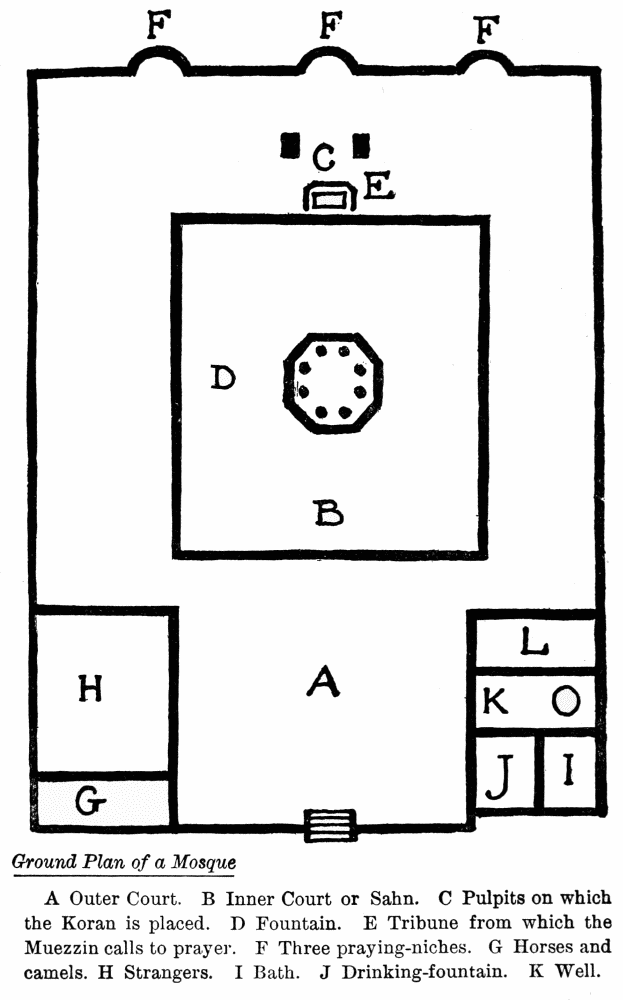 F F F
C
E
D
B
H A L
K O
G J I
Ground Plan of a Mosque
A Outer Court. B Inner Court or Sahn. C Pulpits on which
the Koran is placed. D Fountain. E Tribune from which the
Muezzin calls to prayer. F Three praying-niches. G Horses and
camels. H Strangers. I Bath. J Drinking-fountain. K Well.